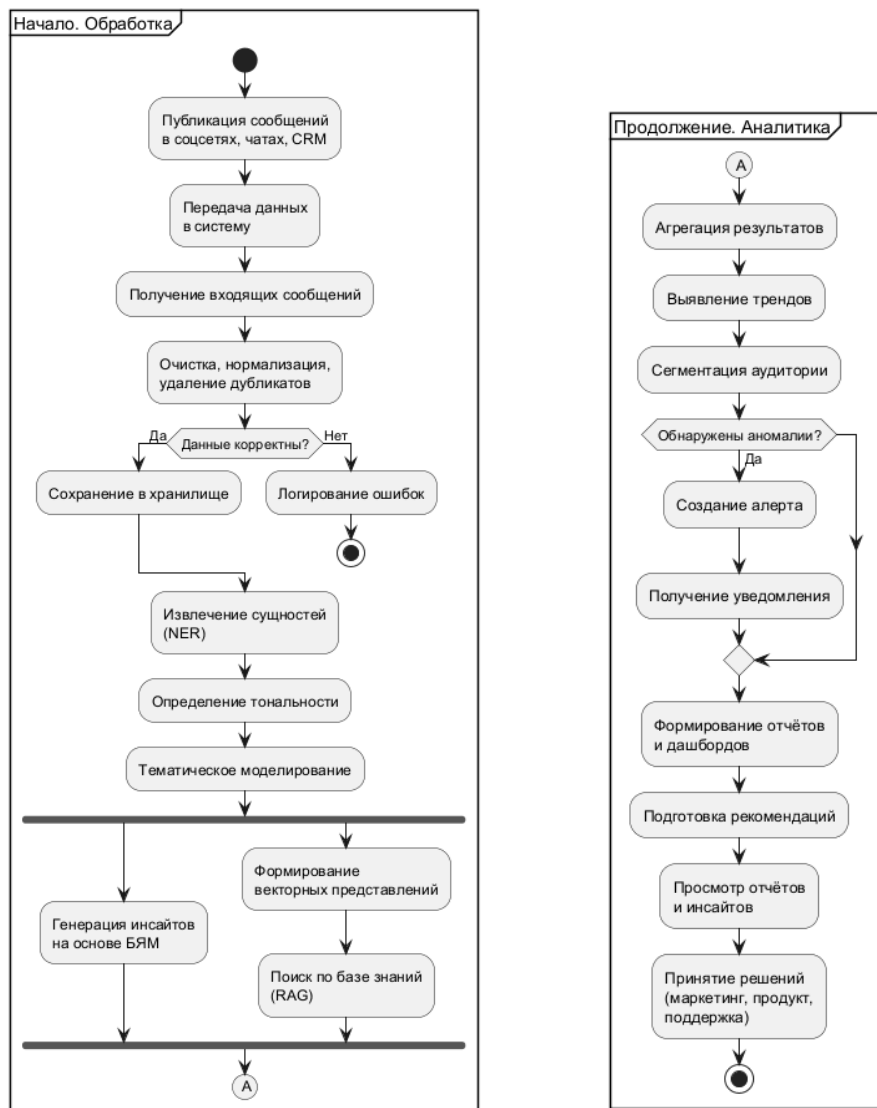 Начало. Обработка
Публикация сообщений
в соцсетях, чатах, CRM
Передача данных
в систему
Получение входящих сообщений
Очистка, нормализация,
удаление дубликатов
Да
Данные корректны?
Нет
Сохранение в хранилище
Логирование ошибок
Извлечение сущностей
(NER)
Определение тональности
Тематическое моделирование
Формирование
векторных представлений
Генерация инсайтов
на основе БЯМ
Поиск по базе знаний
(RAG)
A
Продолжение. Аналитика
A
Агрегация результатов
Выявление трендов
Сегментация аудитории
Обнаружены аномалии?
Да
Создание алерта
Получение уведомления
Формирование отчётов
и дашбордов
Подготовка рекомендаций
Просмотр отчётов
и инсайтов
Принятие решений
(маркетинг, продукт,
поддержка)